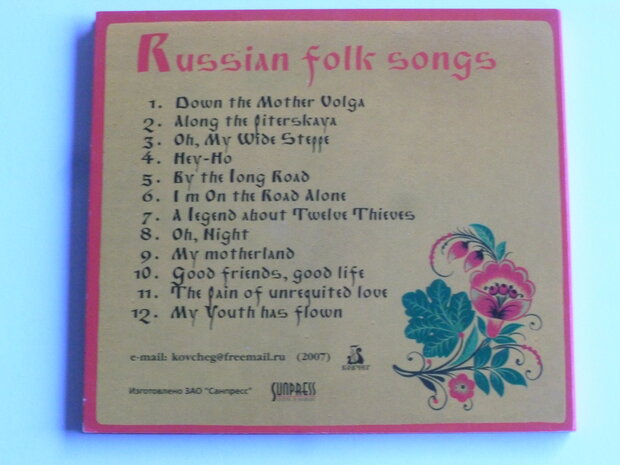 Russian folk songs
1. Down the Mother Volga
2. Along the Piterskaya
3. Oh, My Wide Steppe
4. Hey-Ho
5. By the Long Road
6. I m On the Road Alone
7. A Legend about Twelve Thieves
8. Oh, Night
9. My motherland
10. Good friends, good life
11. The Pain of unrequited love
12. My Youth has flown
e-mail: kovcheg@freemail.ru (2007) КОВЧЕГ
Изготовлено ЗАО "Санпресс" SUNPRESS